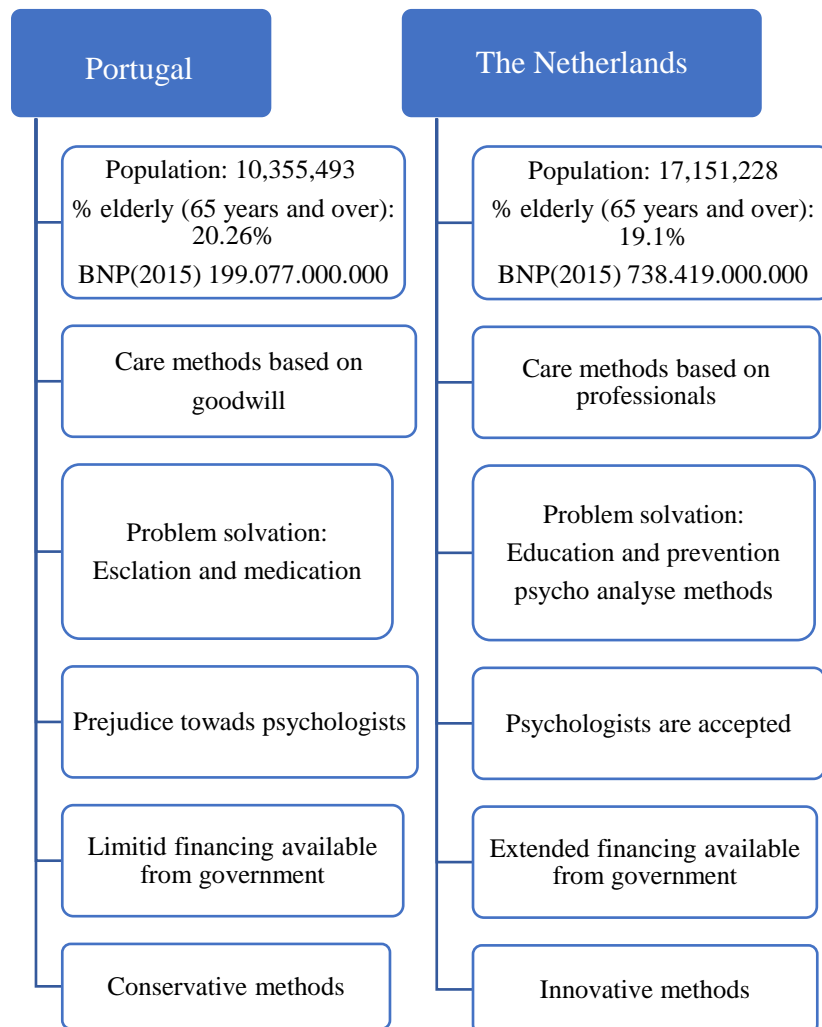 Portugal
Population: 10,355,493
% elderly (65 years and over):
20.26%
BNP(2015) 199.077.000.000
Care methods based on
goodwill
Problem solvation:
Esclation and medication
Prejudice towads psychologists
Limitid financing available
from government
Conservative methods
The Netherlands
Population: 17,151,228
% elderly (65 years and over):
19.1%
BNP(2015) 738.419.000.000
Care methods based on
professionals
Problem solvation:
Education and prevention
psycho analyse methods
Psychologists are accepted
Extended financing available
from government
Innovative methods